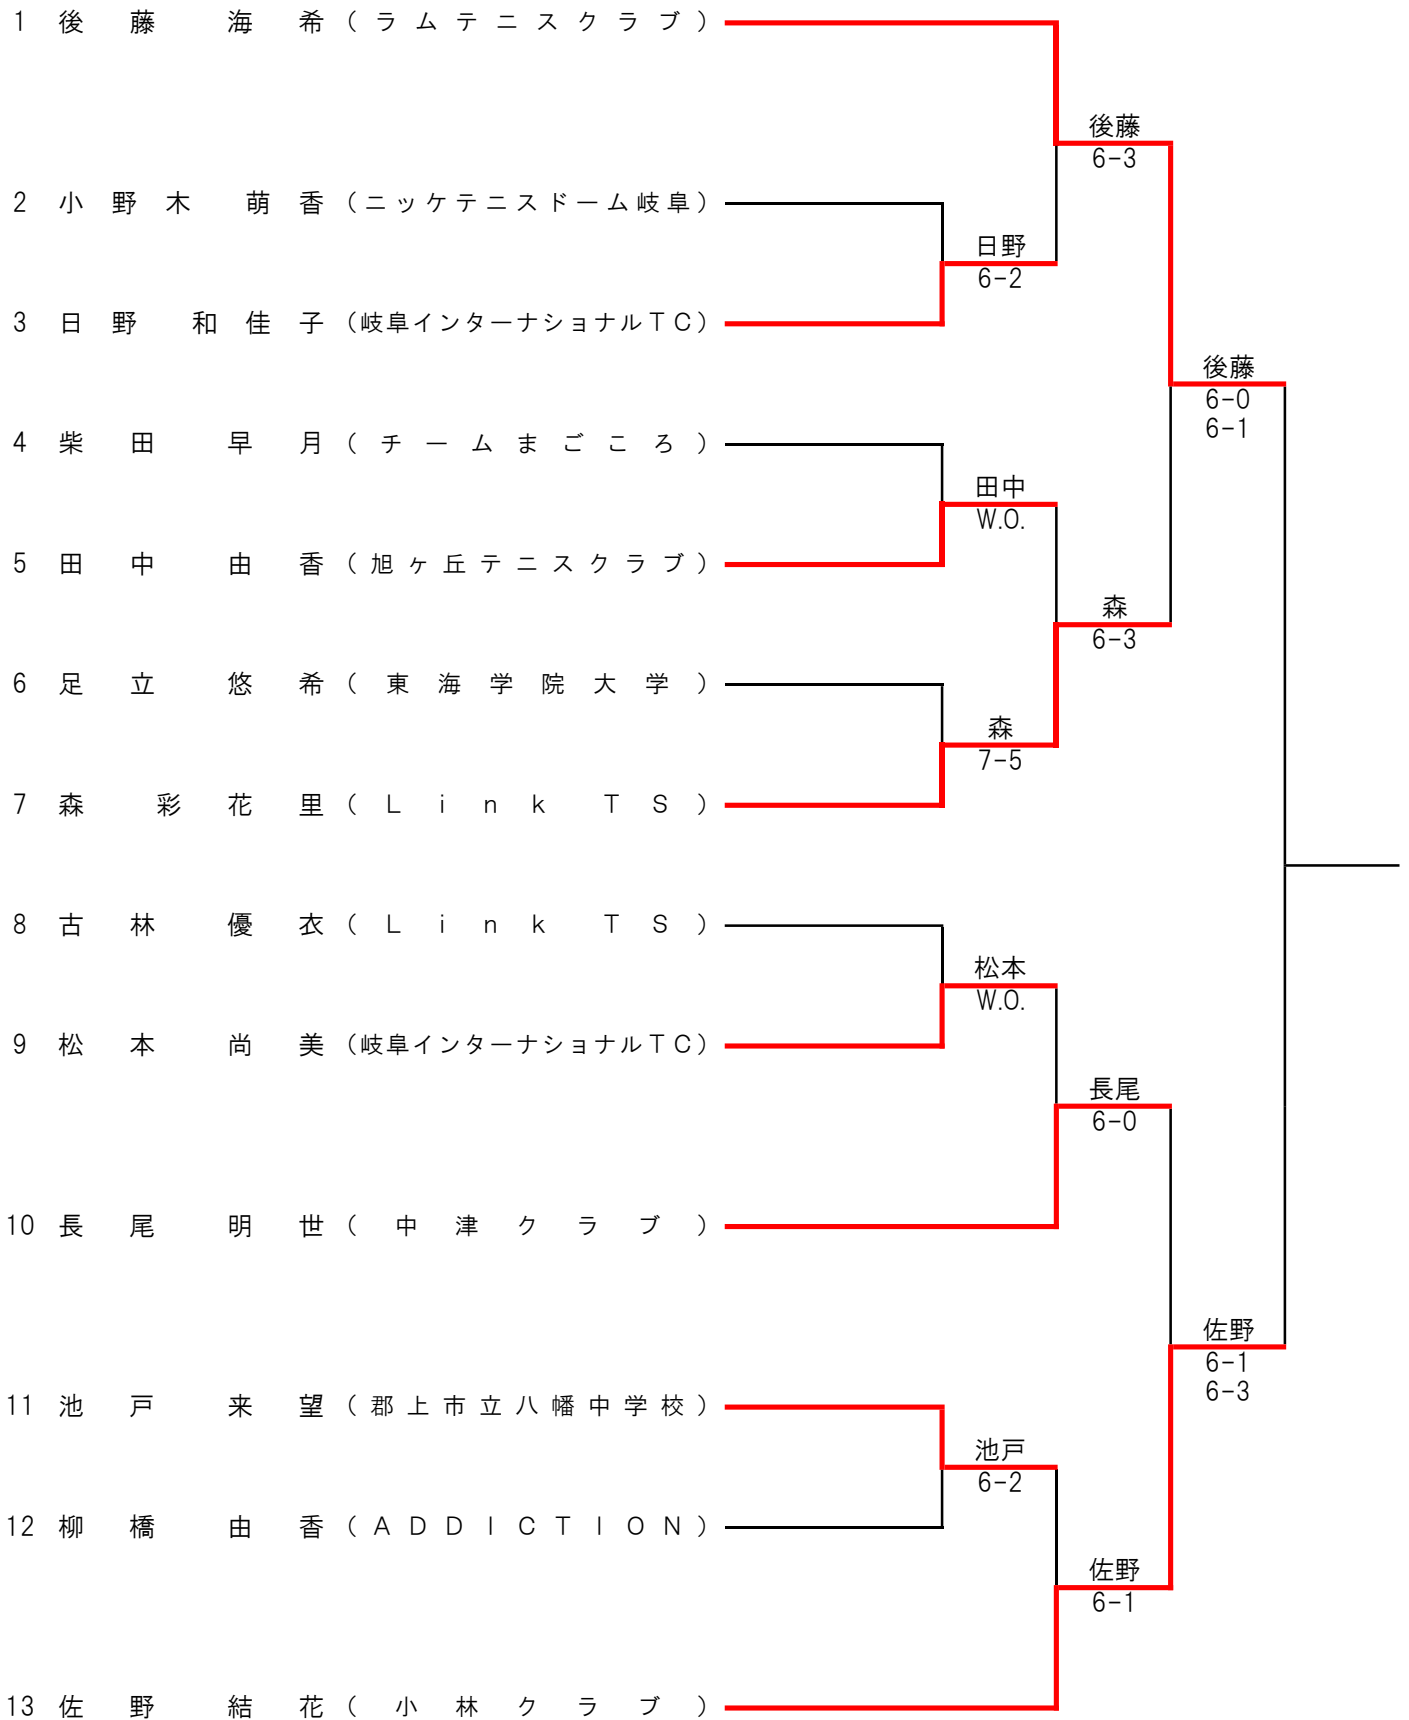 1 後藤 海希 (ラムテニスクラブ)
後藤
6-3
2 小野木 萌香 (ニッケテニスドーム岐阜)
日野
6-2
3 日野 和佳子 (岐阜インターナショナルTC)
後藤
6-0
6-1
4 柴田 早月 (チームまごころ)
田中
W.O.
5 田中 由香 (旭ヶ丘テニスクラブ)
森
6-3
6 足立 悠希 (東海学院大学)
森
7-5
7 森 彩花里 (Link TS)
8 古林 優衣 (Link TS)
松本
W.O.
9 松本 尚美 (岐阜インターナショナルTC)
長尾
6-0
10 長尾 明世 (中津クラブ)
佐野
6-1
6-3
11 池戸 来望 (郡上市立八幡中学校)
池戸
6-2
12 柳橋 由香 (ADDICTION)
佐野
6-1
13 佐野 結花 (小林クラブ)